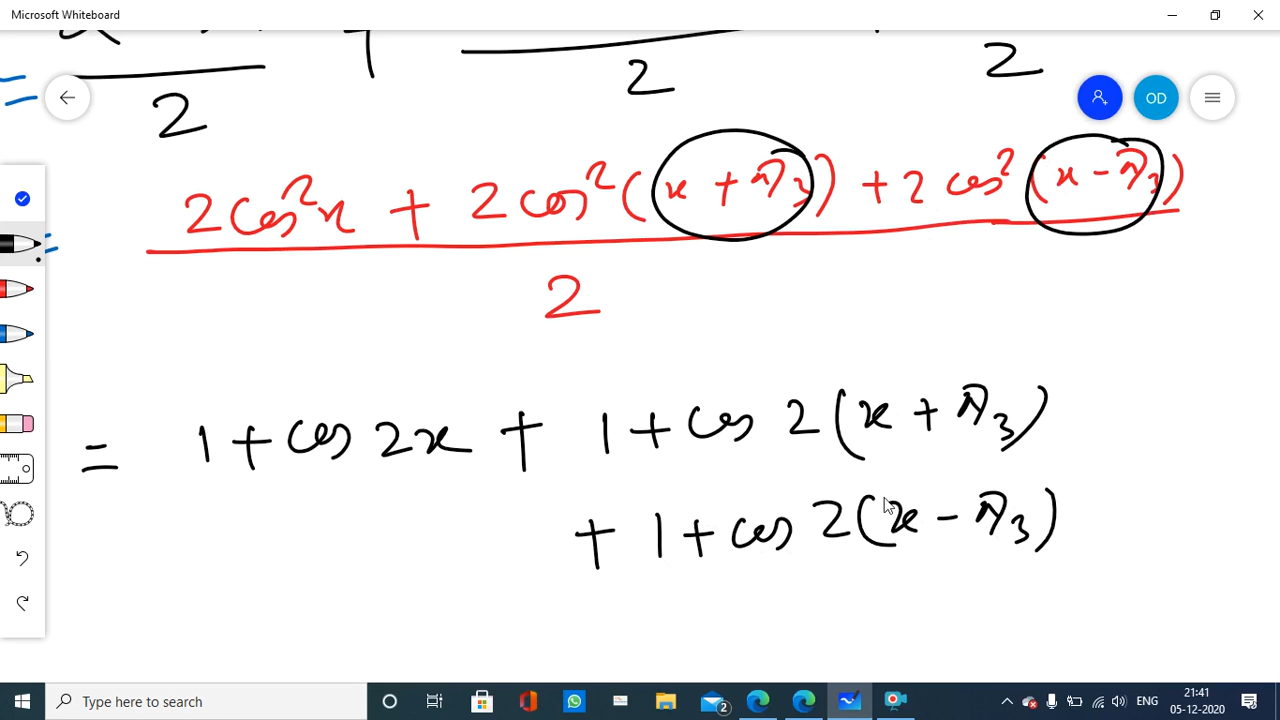 Microsoft Whiteboard
=
2
2
2
OD
2cos²x + 2cos²(x + π/3) + 2cos²(x - π/3)
=
2
= 1 + cos 2x + 1 + cos 2(x + π/3)
+ 1 + cos 2(x - π/3)
Type here to search
2
ENG
21:41
05-12-2020